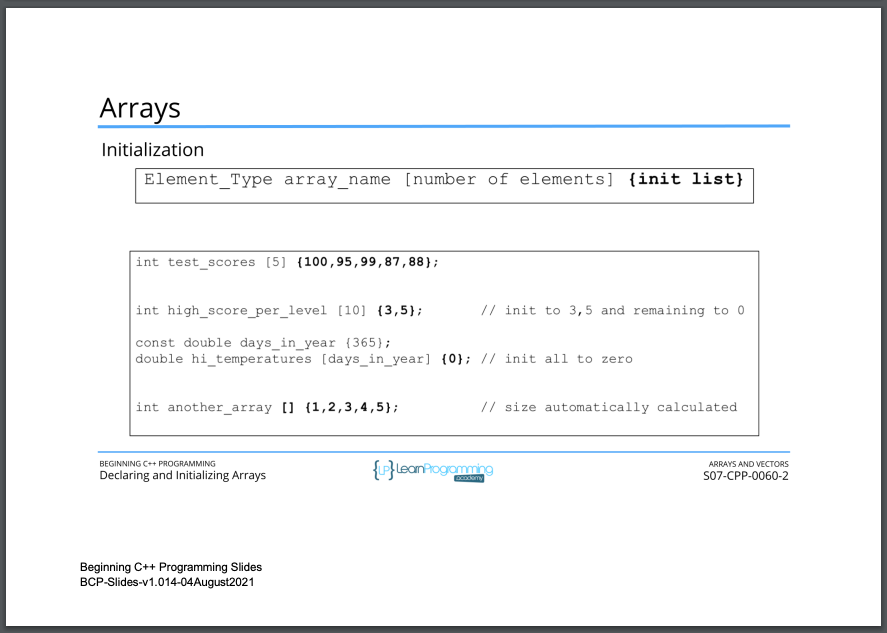 Arrays
Initialization
Element_Type array_name [number of elements] {init list}
int test_scores [5] {100,95,99,87,88};
int high_score_per_level [10] {3,5}; // init to 3,5 and remaining to 0
const double days_in_year {365};
double hi_temperatures [days_in_year] {0}; // init all to zero
int another_array [] {1,2,3,4,5}; // size automatically calculated
BEGINNING C++ PROGRAMMING
Declaring and Initializing Arrays
{LP} LearnProgramming
academy
ARRAYS AND VECTORS
S07-CPP-0060-2
Beginning C++ Programming Slides
BCP-Slides-v1.014-04August2021